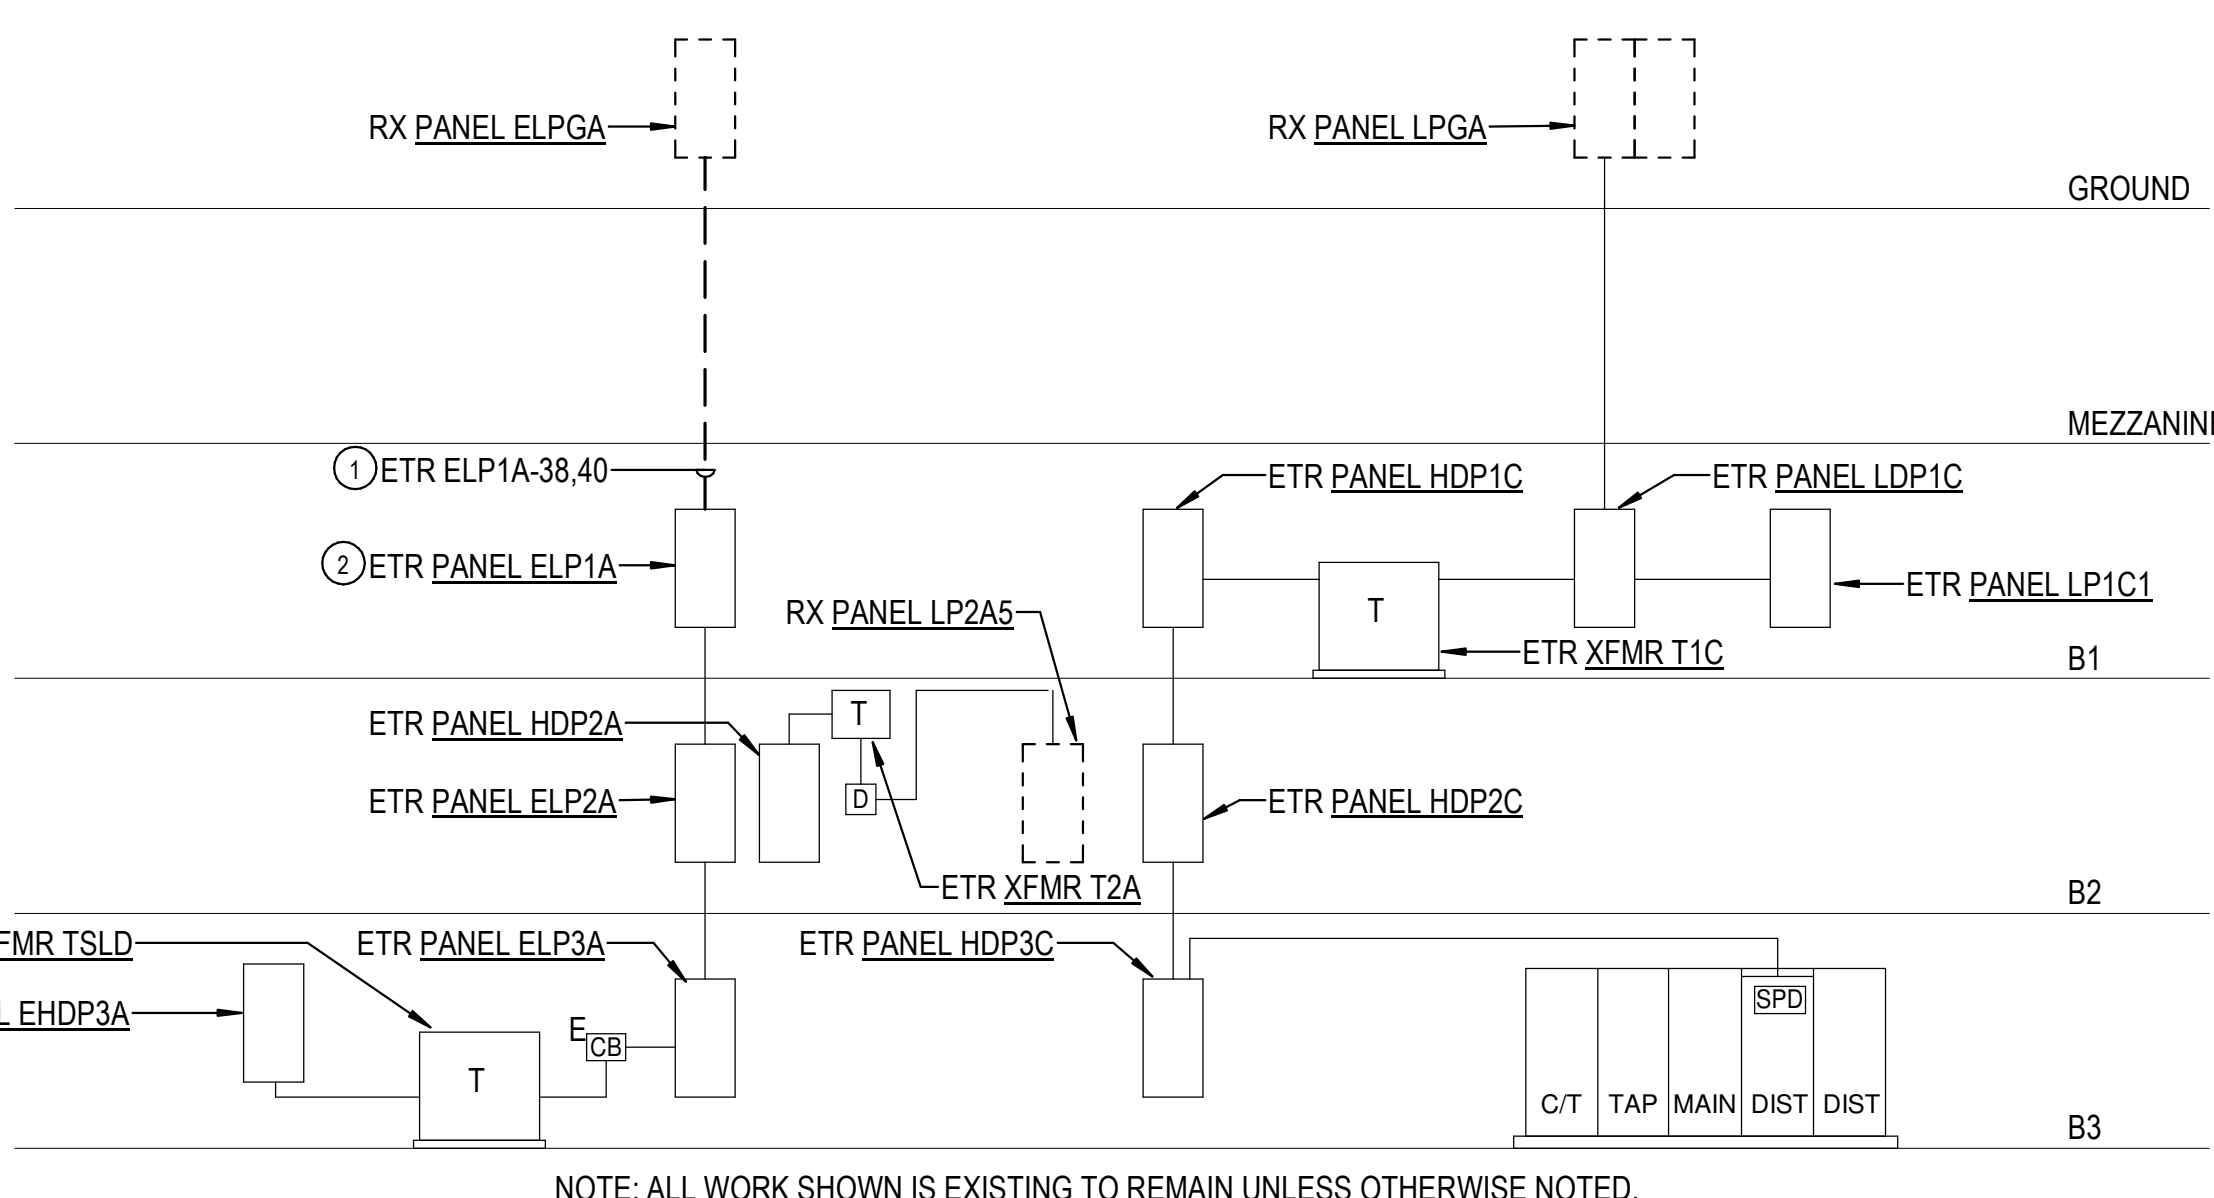 RX PANEL ELPGA
RX PANEL LPGA
GROUND
MEZZANINE
1 ETR ELP1A-38,40
ETR PANEL HDP1C
ETR PANEL LDP1C
2 ETR PANEL ELP1A
ETR PANEL LP1C1
RX PANEL LP2A5
T
ETR XFMR T1C
B1
ETR PANEL HDP2A
T
ETR PANEL ELP2A
D
ETR PANEL HDP2C
ETR XFMR T2A
B2
FMR TSLD
ETR PANEL ELP3A
ETR PANEL HDP3C
SPD
L EHDP3A
E
CB
T
C/T TAP MAIN DIST DIST
B3
NOTE: ALL WORK SHOWN IS EXISTING TO REMAIN UNLESS OTHERWISE NOTED.